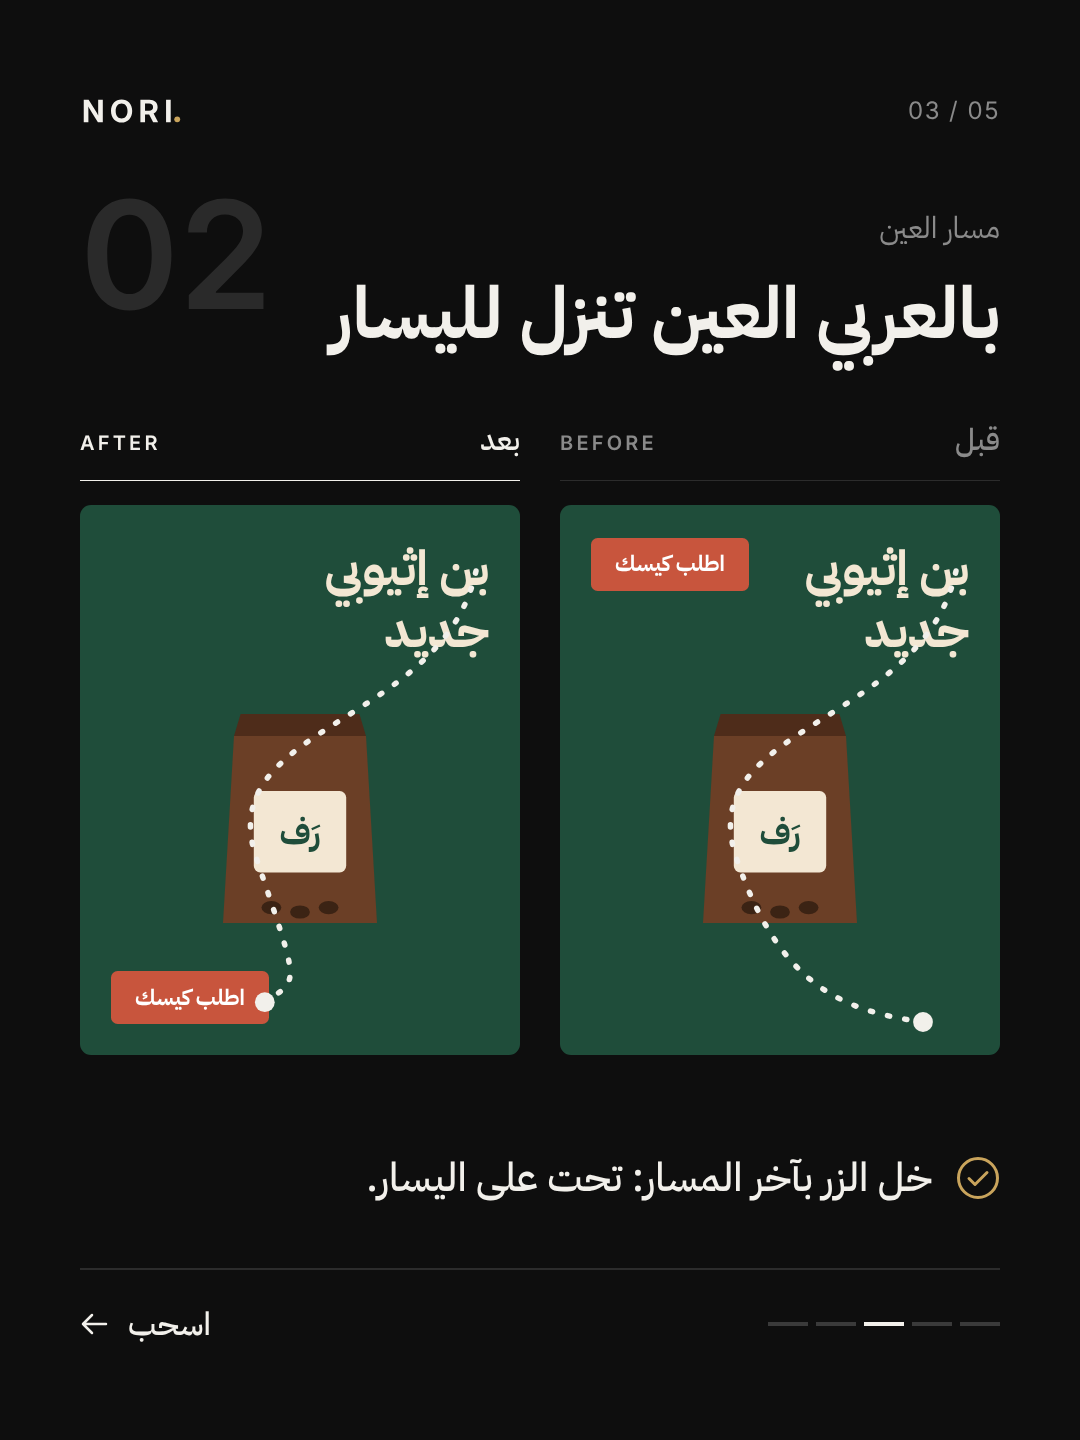 NORI.
03 / 05
02
مسار العين
بالعربي العين تنزل لليسار
قبل
BEFORE
بعد
AFTER
بن إثيوبي
جديد
اطلب كيسك
رَف
بن إثيوبي
جديد
رَف
اطلب كيسك
خل الزر بآخر المسار: تحت على اليسار.
اسحب